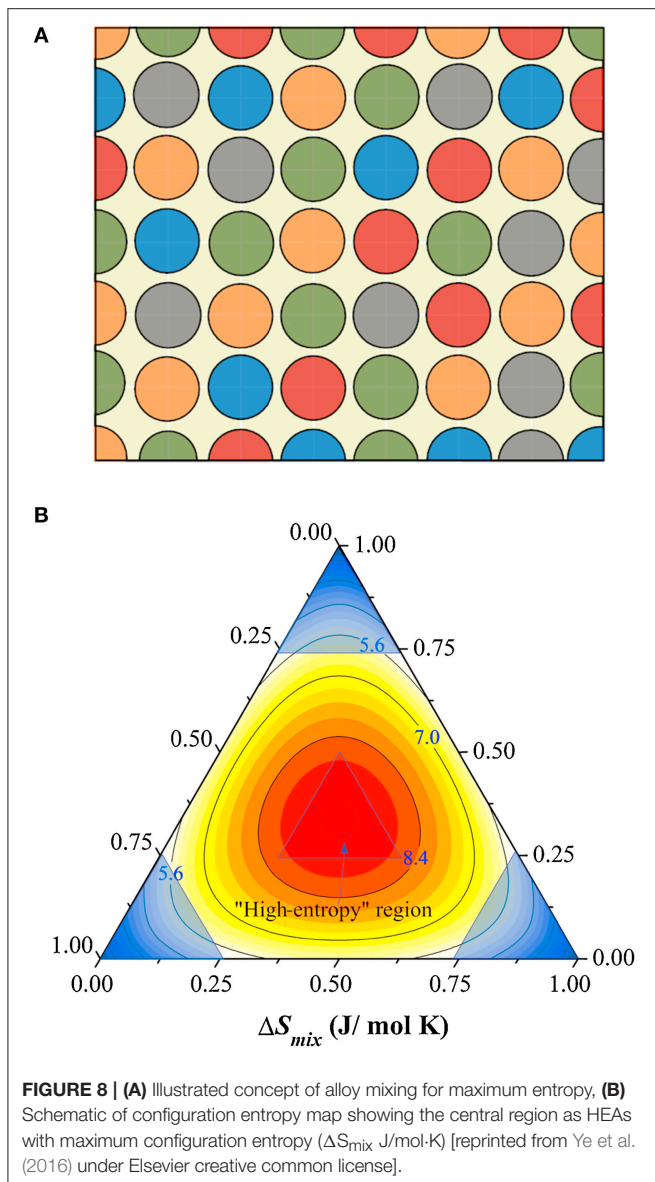 A
B
0.00
1.00
0.25
5.6
0.75
0.50
7.0
0.50
0.75
5.6
8.4
0.25
"High-entropy" region
1.00
0.00
0.00 0.25 0.50 0.75 1.00
ΔSmix (J/ mol K)
FIGURE 8 | (A) Illustrated concept of alloy mixing for maximum entropy, (B)
Schematic of configuration entropy map showing the central region as HEAs
with maximum configuration entropy (ΔSmix J/mol·K) [reprinted from Ye et al.
(2016) under Elsevier creative common license].